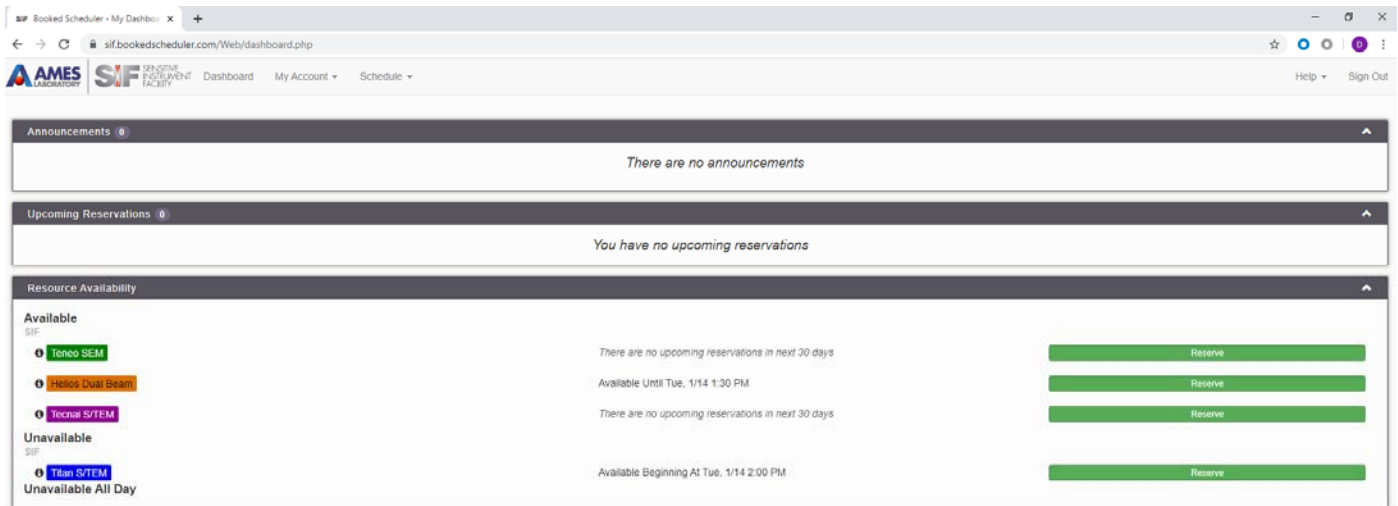 SIF Booked Scheduler - My Dashboa
sif.bookedscheduler.com/Web/dashboard.php
D
AMES LABORATORY SIF SENSITIVE INSTRUMENT FACILITY Dashboard My Account Schedule Help Sign Out
Announcements 0
There are no announcements
Upcoming Reservations 0
You have no upcoming reservations
Resource Availability
Available
SIF
Teneo SEM There are no upcoming reservations in next 30 days Reserve
Helios Dual Beam Available Until Tue, 1/14 1:30 PM Reserve
Tecnai S/TEM There are no upcoming reservations in next 30 days Reserve
Unavailable
SIF
Titan S/TEM Available Beginning At Tue, 1/14 2:00 PM Reserve
Unavailable All Day